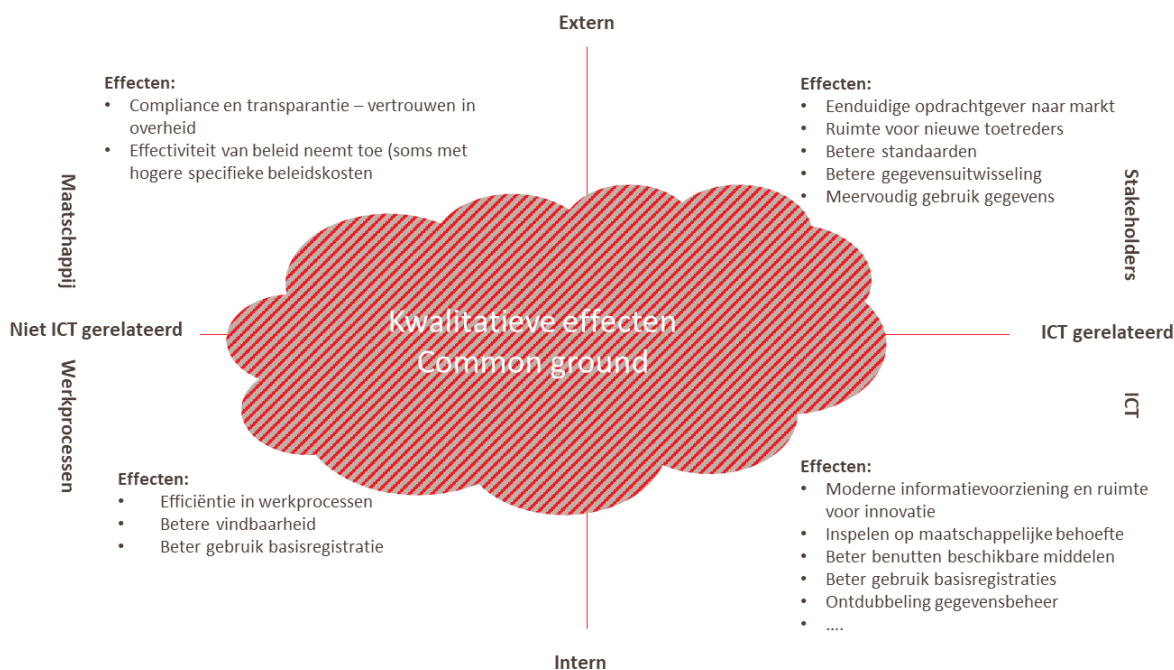 Extern
Effecten:
• Compliance en transparantie – vertrouwen in
overheid
• Effectiviteit van beleid neemt toe (soms met
hogere specifieke beleidskosten
Effecten:
• Eenduidige opdrachtgever naar markt
• Ruimte voor nieuwe toetreders
• Betere standaarden
• Betere gegevensuitwisseling
• Meervoudig gebruik gegevens
Maatschappij
Stakeholders
Niet ICT gerelateerd
Kwalitatieve effecten
Common ground
ICT gerelateerd
Werkprocessen
ICT
Effecten:
• Efficiëntie in werkprocessen
• Betere vindbaarheid
• Beter gebruik basisregistratie
Effecten:
• Moderne informatievoorziening en ruimte
voor innovatie
• Inspelen op maatschappelijke behoefte
• Beter benutten beschikbare middelen
• Beter gebruik basisregistraties
• Ontdubbeling gegevensbeheer
• ....
Intern